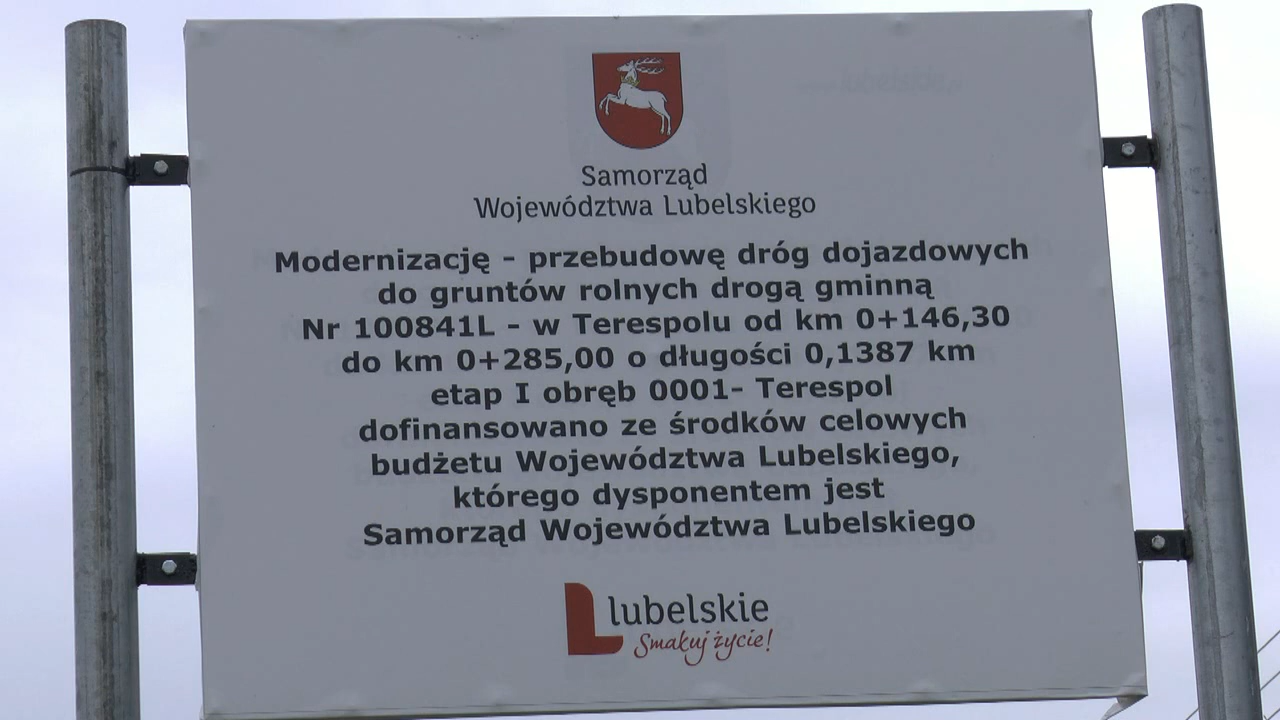 Samorząd
Województwa Lubelskiego
Modernizację - przebudowę dróg dojazdowych
do gruntów rolnych drogą gminną
Nr 100841L - w Terespolu od km 0+146,30
do km 0+285,00 o długości 0,1387 km
etap I obręb 0001- Terespol
dofinansowano ze środków celowych
budżetu Województwa Lubelskiego,
którego dysponentem jest
Samorząd Województwa Lubelskiego
lubelskie
Smakuj życie!